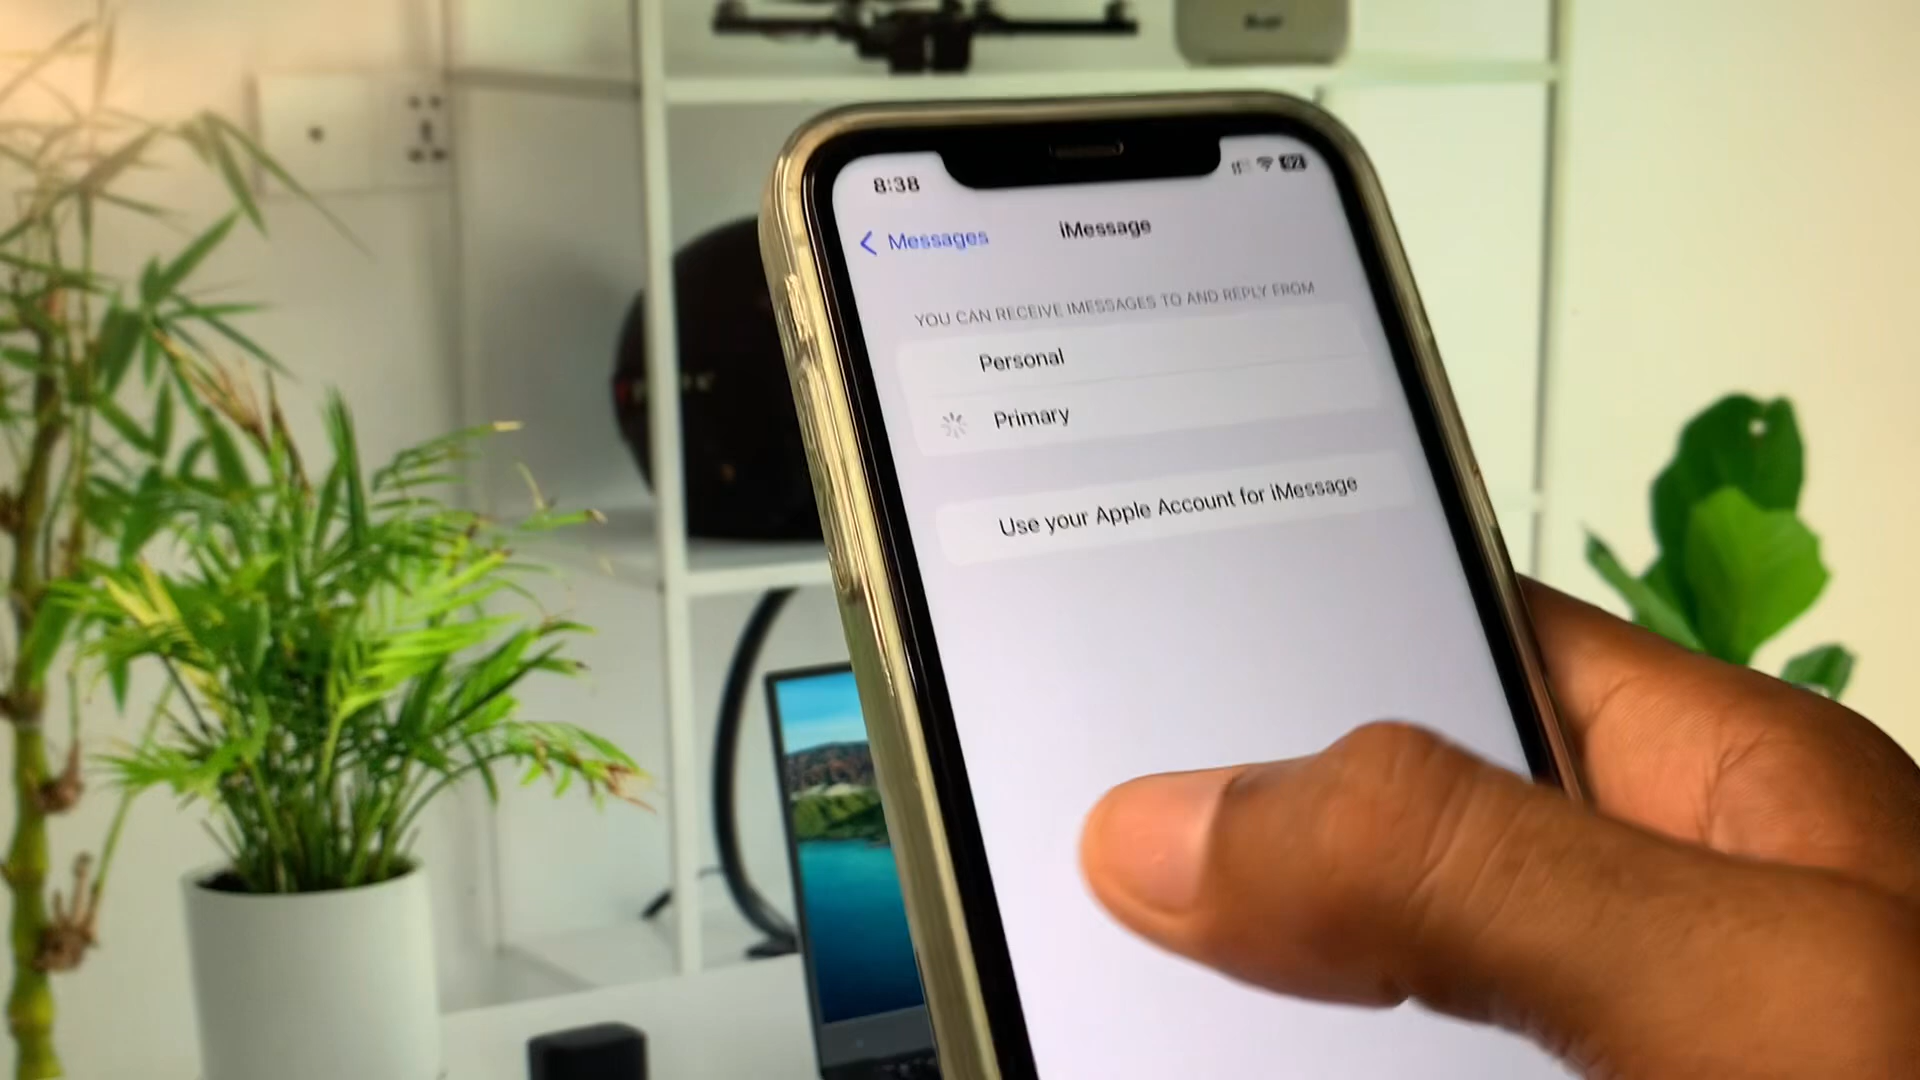 8:38
Messages
iMessage
YOU CAN RECEIVE IMESSAGES TO AND REPLY FROM
Personal
Primary
Use your Apple Account for iMessage